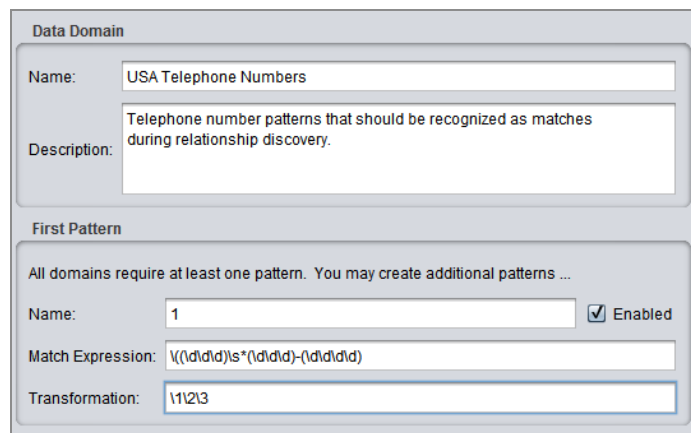 Data Domain
Name: USA Telephone Numbers
Telephone number patterns that should be recognized as matches
Description: during relationship discovery.
First Pattern
All domains require at least one pattern. You may create additional patterns ...
Name: 1 Enabled
Match Expression: \((\d\d\d)\s*(\d\d\d)-(\d\d\d\d)
Transformation: \1\2\3